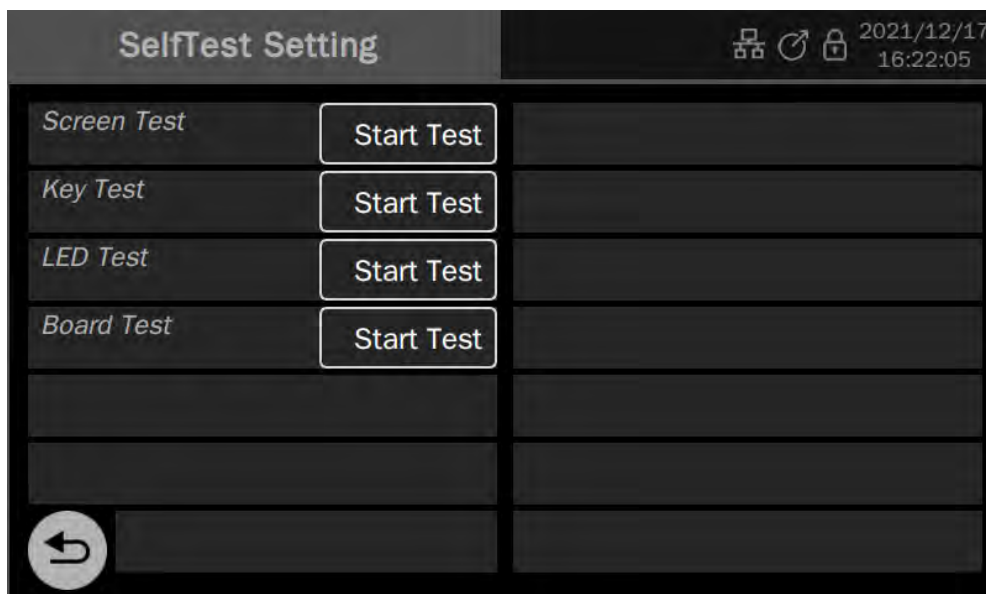 SelfTest Setting
2021/12/17
16:22:05
Screen Test
Start Test
Key Test
Start Test
LED Test
Start Test
Board Test
Start Test